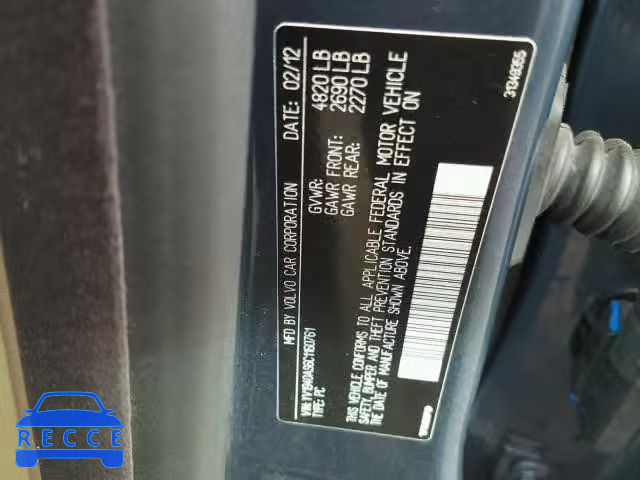 MFD BY VOLVO CAR CORPORATION DATE: 02/12
GVWR: 4820 LB
GAWR FRONT: 2690 LB
GAWR REAR: 2270 LB
THIS VEHICLE CONFORMS TO ALL APPLICABLE FEDERAL MOTOR VEHICLE
SAFETY, BUMPER AND THEFT PREVENTION STANDARDS IN EFFECT ON
THE DATE OF MANUFACTURE SHOWN ABOVE.
VIN: 
TYPE: PC
31349355
RECCE